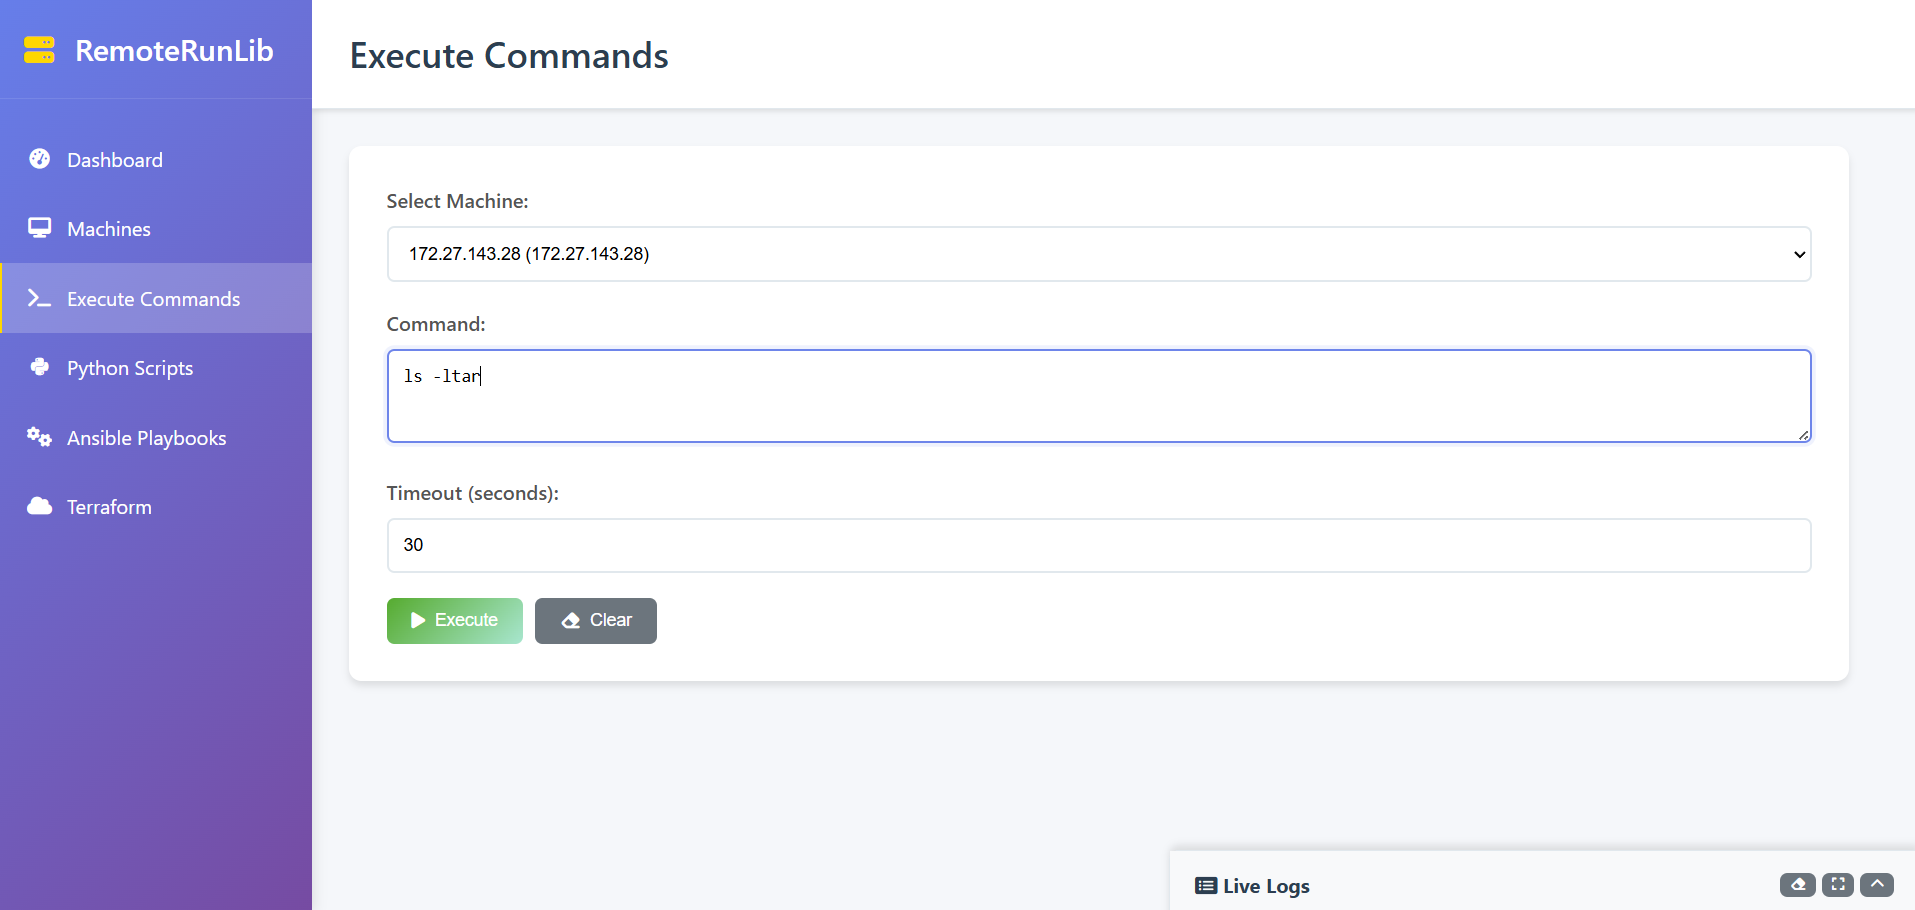 RemoteRunLib
Dashboard
Machines
Execute Commands
Python Scripts
Ansible Playbooks
Terraform
Execute Commands
Select Machine:
172.27.143.28 (172.27.143.28)
Command:
ls -ltar
Timeout (seconds):
30
Execute
Clear
Live Logs